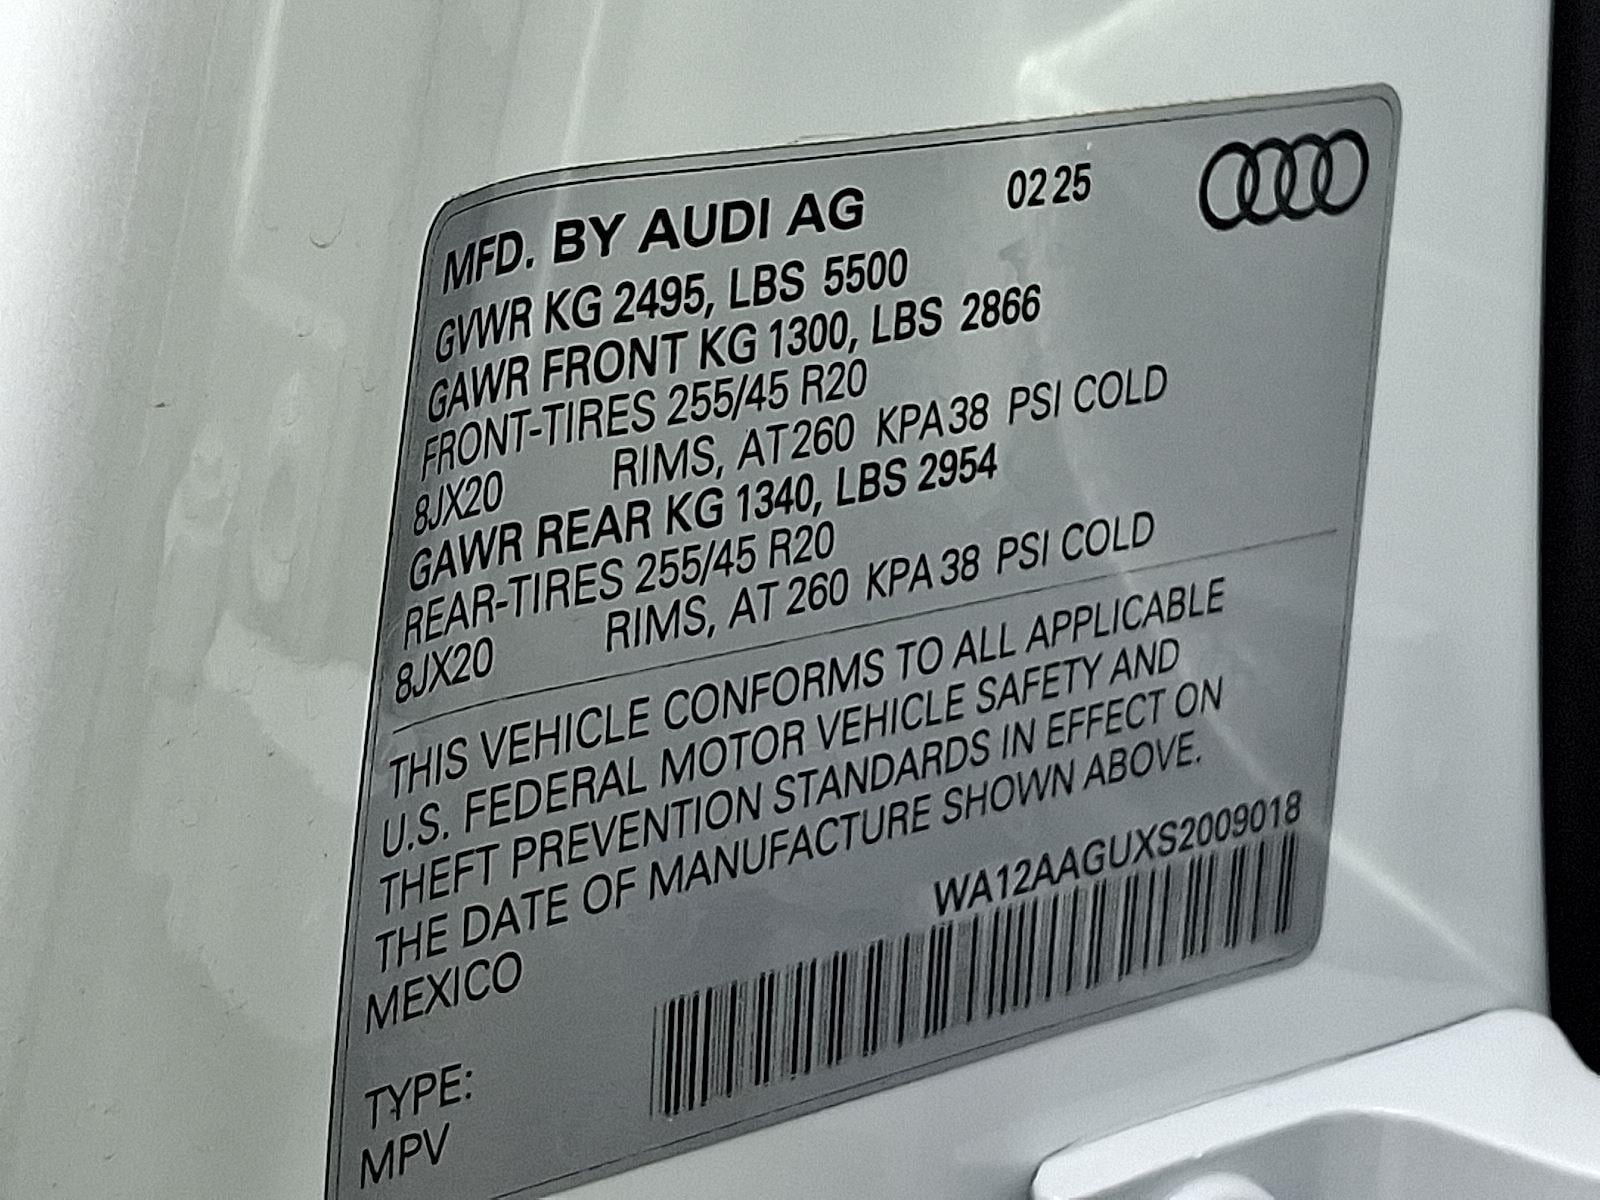 MFD. BY AUDI AG 02 25
GVWR KG 2495, LBS 5500
GAWR FRONT KG 1300, LBS 2866
FRONT-TIRES 255/45 R20
8JX20 RIMS, AT 260 KPA 38 PSI COLD
GAWR REAR KG 1340, LBS 2954
REAR-TIRES 255/45 R20
8JX20 RIMS, AT 260 KPA 38 PSI COLD
THIS VEHICLE CONFORMS TO ALL APPLICABLE
U.S. FEDERAL MOTOR VEHICLE SAFETY AND
THEFT PREVENTION STANDARDS IN EFFECT ON
THE DATE OF MANUFACTURE SHOWN ABOVE.
MEXICO WA12AAGUXS2009018
TYPE:
MPV